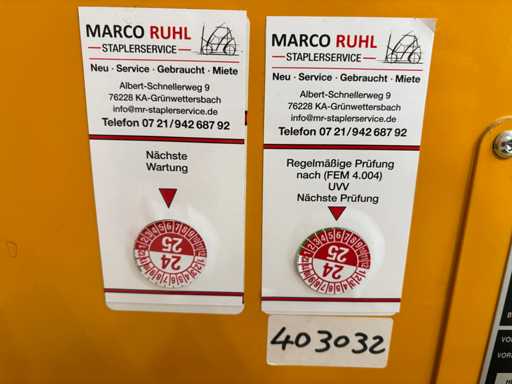 MARCO RUHL
STAPLERSERVICE
Neu · Service · Gebraucht · Miete
Albert-Schnellerweg 9
76228 KA-Grünwettersbach
info@mr-staplerservice.de
Telefon 07 21/942 687 92
Nächste
Wartung
24
25
MARCO RUHL
STAPLERSERVICE
Neu · Service · Gebraucht · Miete
Albert-Schnellerweg 9
76228 KA-Grünwettersbach
info@mr-staplerservice.de
Telefon 07 21/942 687 92
Regelmäßige Prüfung
nach (FEM 4.004)
UVV
Nächste Prüfung
24
25
403032